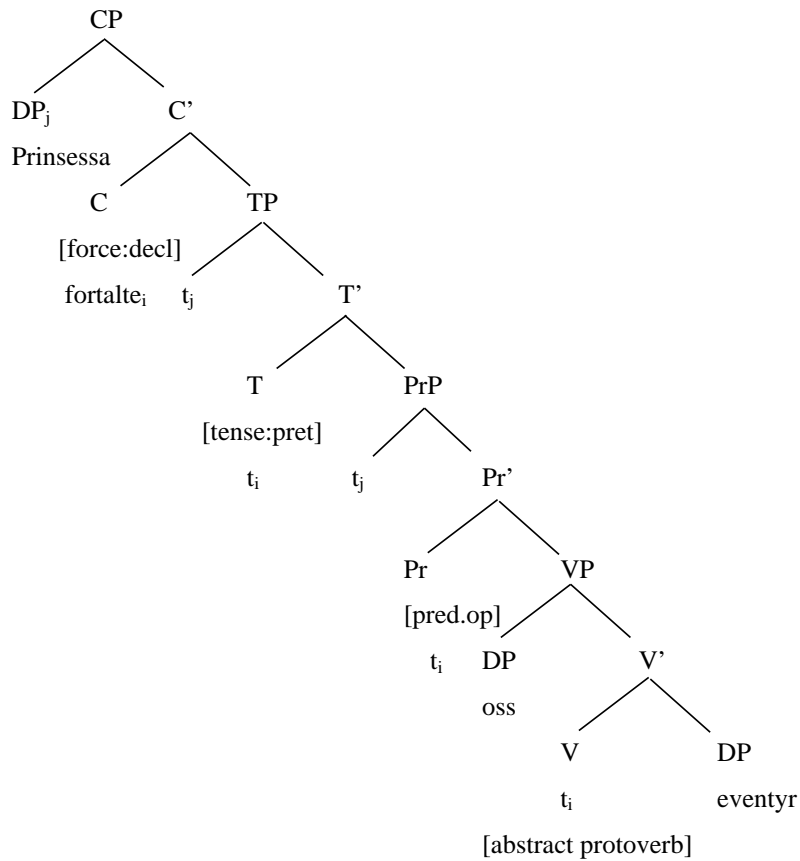 CP
DPj C’
Prinsessa
C TP
[force:decl]
fortaltei tj T’
T PrP
[tense:pret]
ti tj Pr’
Pr VP
[pred.op]
ti DP V’
oss
V DP
ti eventyr
[abstract protoverb]